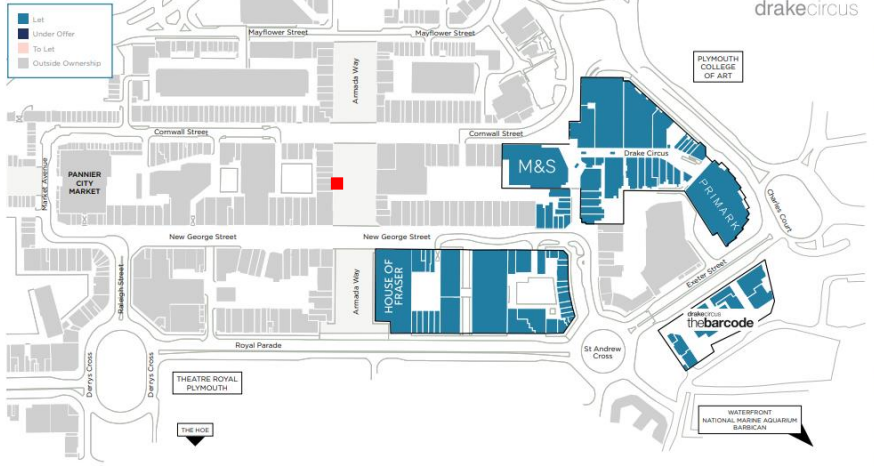 drakecircus
Let
Under Offer
To Let
Outside Ownership
Mayflower Street
Mayflower Street
PLYMOUTH
COLLEGE
OF ART
Armada Way
Cornwall Street
Cornwall Street
Drake Circus
M&S
PANNIER
CITY
MARKET
Market Avenue
PRIMARK
Charles Court
New George Street
New George Street
Raleigh Street
Armada Way
HOUSE OF
FRASER
Exeter Street
drakecircus
thebarcode
Royal Parade
St Andrew
Cross
Derrys Cross
Derrys Cross
THEATRE ROYAL
PLYMOUTH
THE HOE
WATERFRONT
NATIONAL MARINE AQUARIUM
BARBICAN